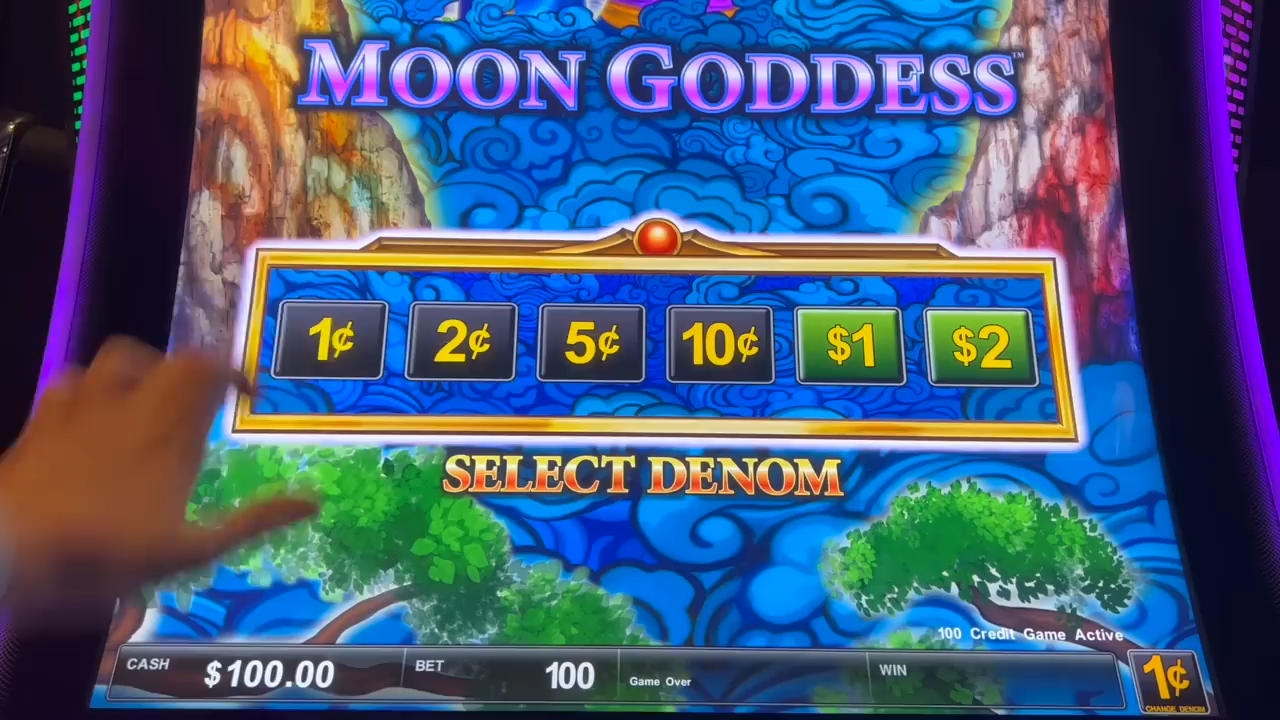 MOON GODDESS™
1¢ 2¢ 5¢ 10¢ $1 $2
SELECT DENOM
100 Credit Game Active
CASH $100.00 BET 100 Game Over WIN
1¢
CHANGE DENOM